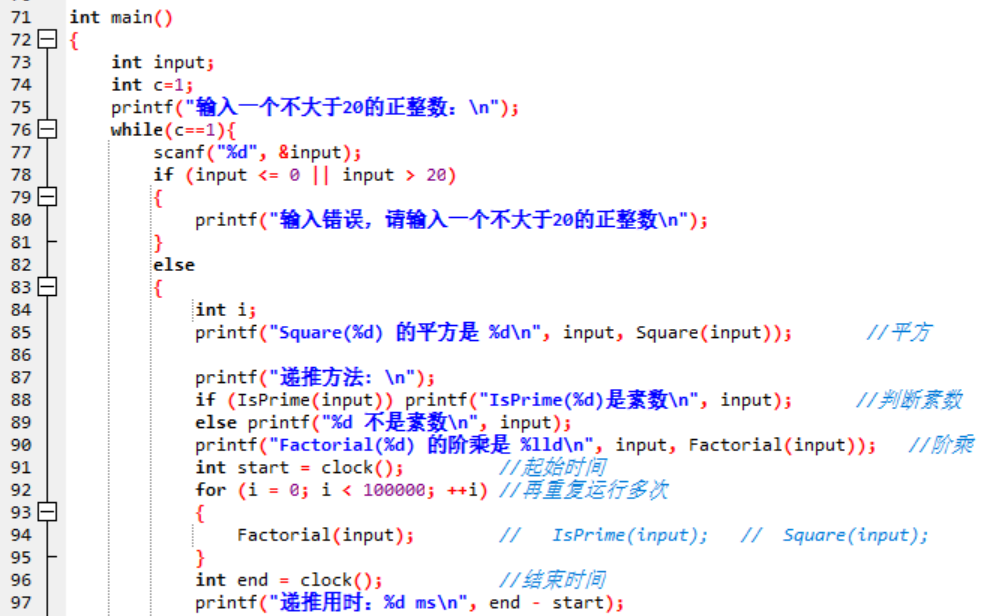 71 int main()
72 {
73 int input;
74 int c=1;
75 printf("输入一个不大于20的正整数：\n");
76 while(c==1){
77 scanf("%d", &input);
78 if (input <= 0 || input > 20)
79 {
80 printf("输入错误，请输入一个不大于20的正整数\n");
81 }
82 else
83 {
84 int i;
85 printf("Square(%d) 的平方是 %d\n", input, Square(input)); //平方
86
87 printf("递推方法：\n");
88 if (IsPrime(input)) printf("IsPrime(%d)是素数\n", input); //判断素数
89 else printf("%d 不是素数\n", input);
90 printf("Factorial(%d) 的阶乘是 %lld\n", input, Factorial(input)); //阶乘
91 int start = clock(); //起始时间
92 for (i = 0; i < 100000; ++i) //再重复运行多次
93 {
94 Factorial(input); // IsPrime(input); // Square(input);
95 }
96 int end = clock(); //结束时间
97 printf("递推用时：%d ms\n", end - start);